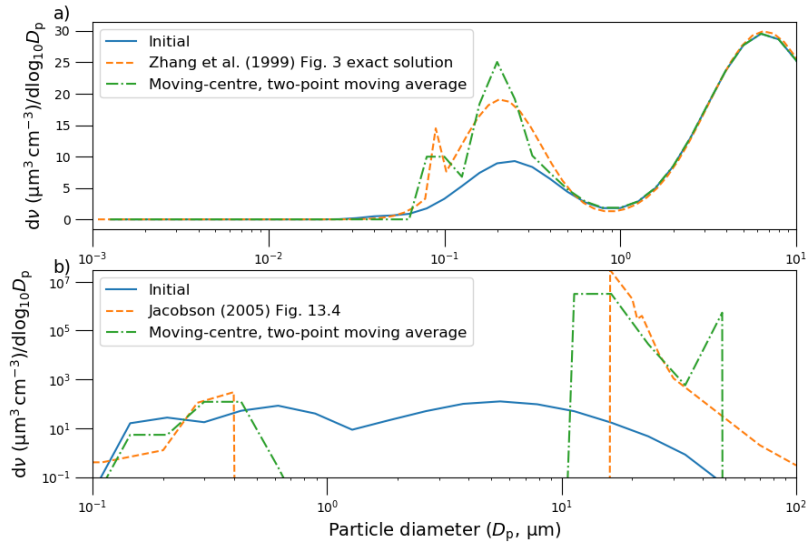 a)
dν (μm³ cm⁻³)/dlog₁₀Dₚ
30
25
20
15
10
5
0
Initial
Zhang et al. (1999) Fig. 3 exact solution
Moving-centre, two-point moving average
10⁻³ 10⁻² 10⁻¹ 10⁰ 10¹
b)
dν (μm³ cm⁻³)/dlog₁₀Dₚ
10⁷
10⁵
10³
10¹
10⁻¹
Initial
Jacobson (2005) Fig. 13.4
Moving-centre, two-point moving average
10⁻¹ 10⁰ 10¹ 10²
Particle diameter (Dₚ, μm)